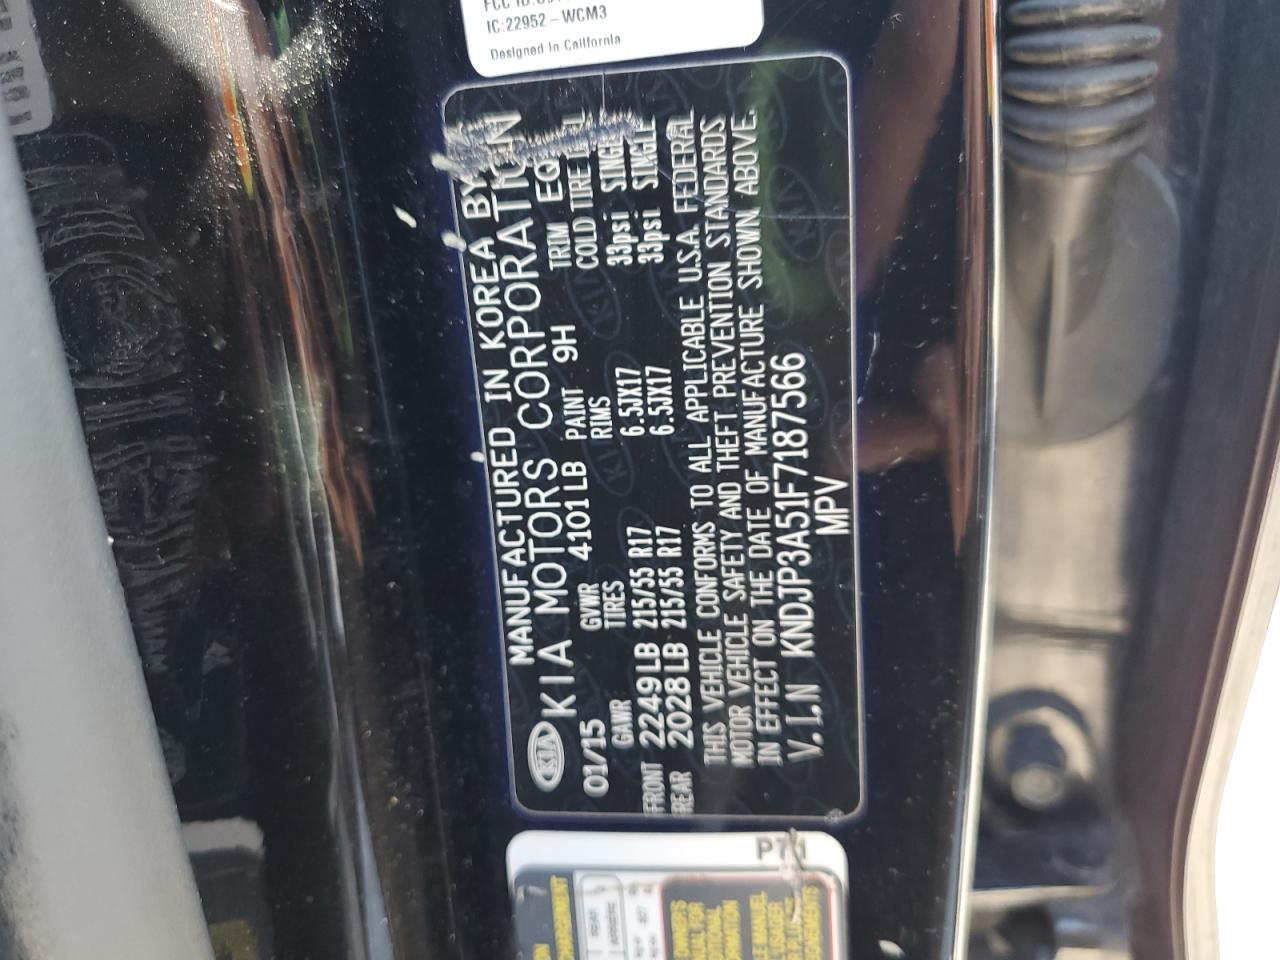 IC:22952-WCM3
Designed in California
MANUFACTURED IN KOREA BY
KIA KIA MOTORS CORPORATION
01/15 GVWR 4101 LB PAINT 9H TRIM EQ
GAWR TIRES RIMS COLD TIRE
FRONT 2249 LB 215/55 R17 6.5JX17 33psi SINGLE
REAR 2028 LB 215/55 R17 6.5JX17 33psi SINGLE
THIS VEHICLE CONFORMS TO ALL APPLICABLE U.S.A. FEDERAL
MOTOR VEHICLE SAFETY AND THEFT PREVENTION STANDARDS
IN EFFECT ON THE DATE OF MANUFACTURE SHOWN ABOVE.
V.I.N KNDJP3A51F7187566
MPV